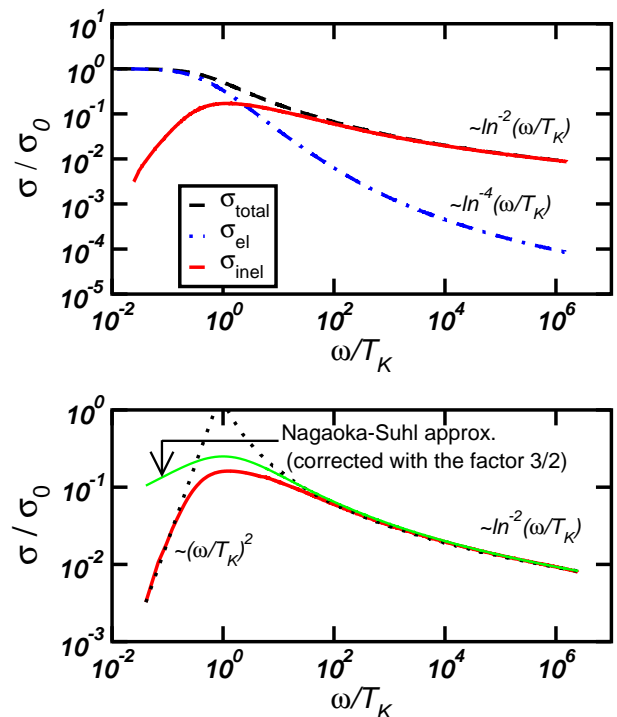 10^1
10^0
10^-1
10^-2
10^-3
10^-4
10^-5
σ / σ_0
~ln^-2(ω/T_K)
~ln^-4(ω/T_K)
σ_total
σ_el
σ_inel
10^-2 10^0 10^2 10^4 10^6
ω/T_K
10^0
10^-1
10^-2
10^-3
σ / σ_0
Nagaoka-Suhl approx.
(corrected with the factor 3/2)
~ln^-2(ω/T_K)
~(ω/T_K)^2
10^-2 10^0 10^2 10^4 10^6
ω/T_K